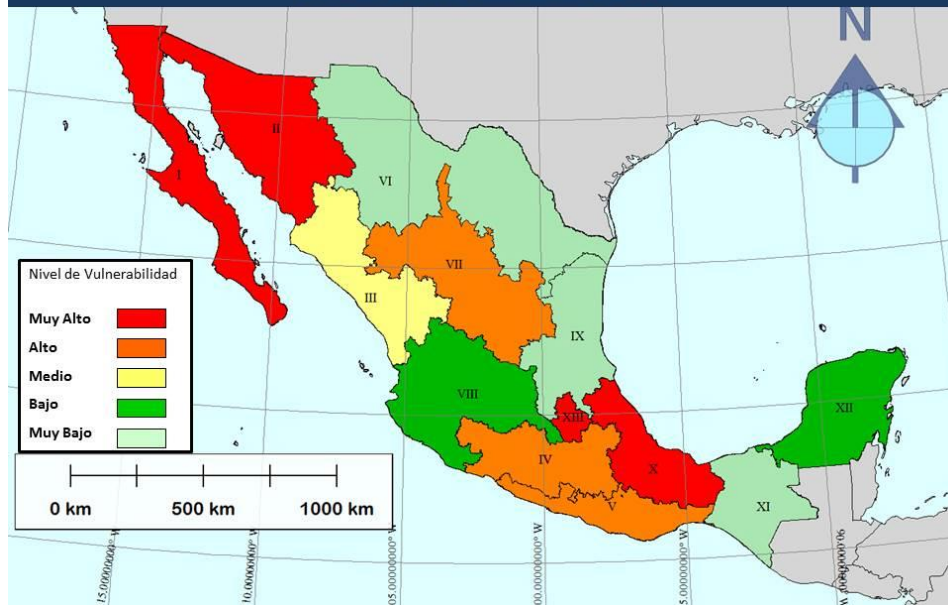 N
II
I
VI
VII
III
IX
VIII
XIII
XII
IV
X
V
XI
Nivel de Vulnerabilidad
Muy Alto
Alto
Medio
Bajo
Muy Bajo
0 km 500 km 1000 km